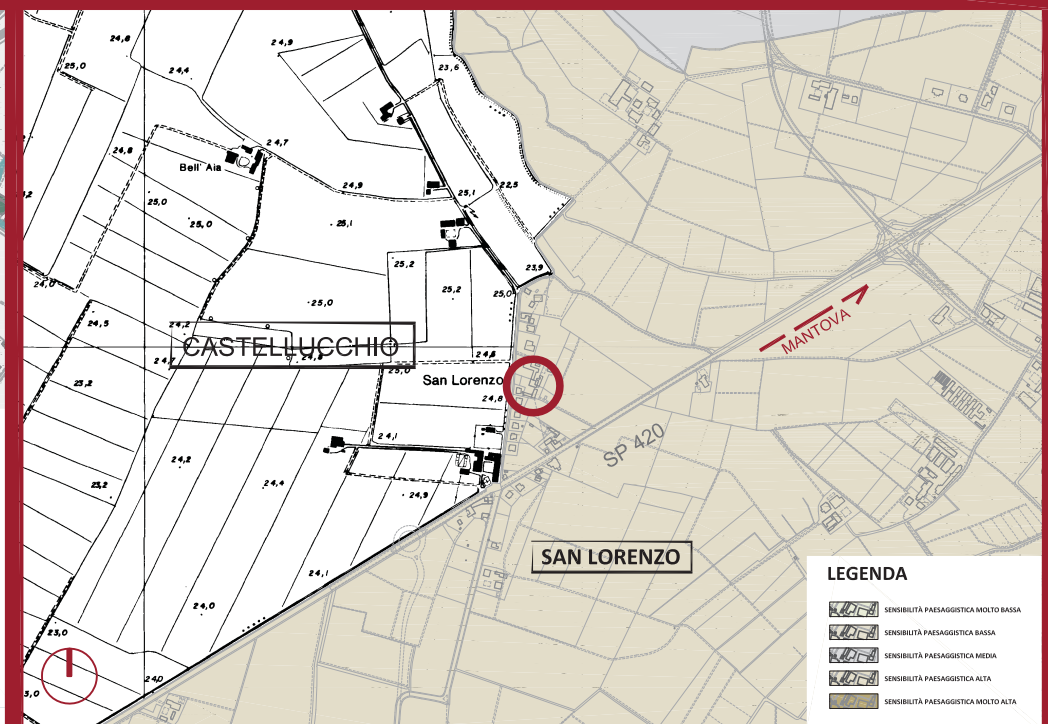 24,8
24,9
25,0
24,4
23,6
24,8
24,7
Bell' Aia
24,9
25,1
22,5
25,0
25,0
25,1
25,2
23,9
24,0
25,2
25,0
25,0
24,5
24,2
CASTELLUCCHIO
24,7
25,0
San Lorenzo
23,2
24,8
MANTOVA
24,1
SP 420
24,2
23,2
24,4
24,9
SAN LORENZO
24,1
24,0
23,0
24,0
3,0
LEGENDA
SENSIBILITÀ PAESAGGISTICA MOLTO BASSA
SENSIBILITÀ PAESAGGISTICA BASSA
SENSIBILITÀ PAESAGGISTICA MEDIA
SENSIBILITÀ PAESAGGISTICA ALTA
SENSIBILITÀ PAESAGGISTICA MOLTO ALTA